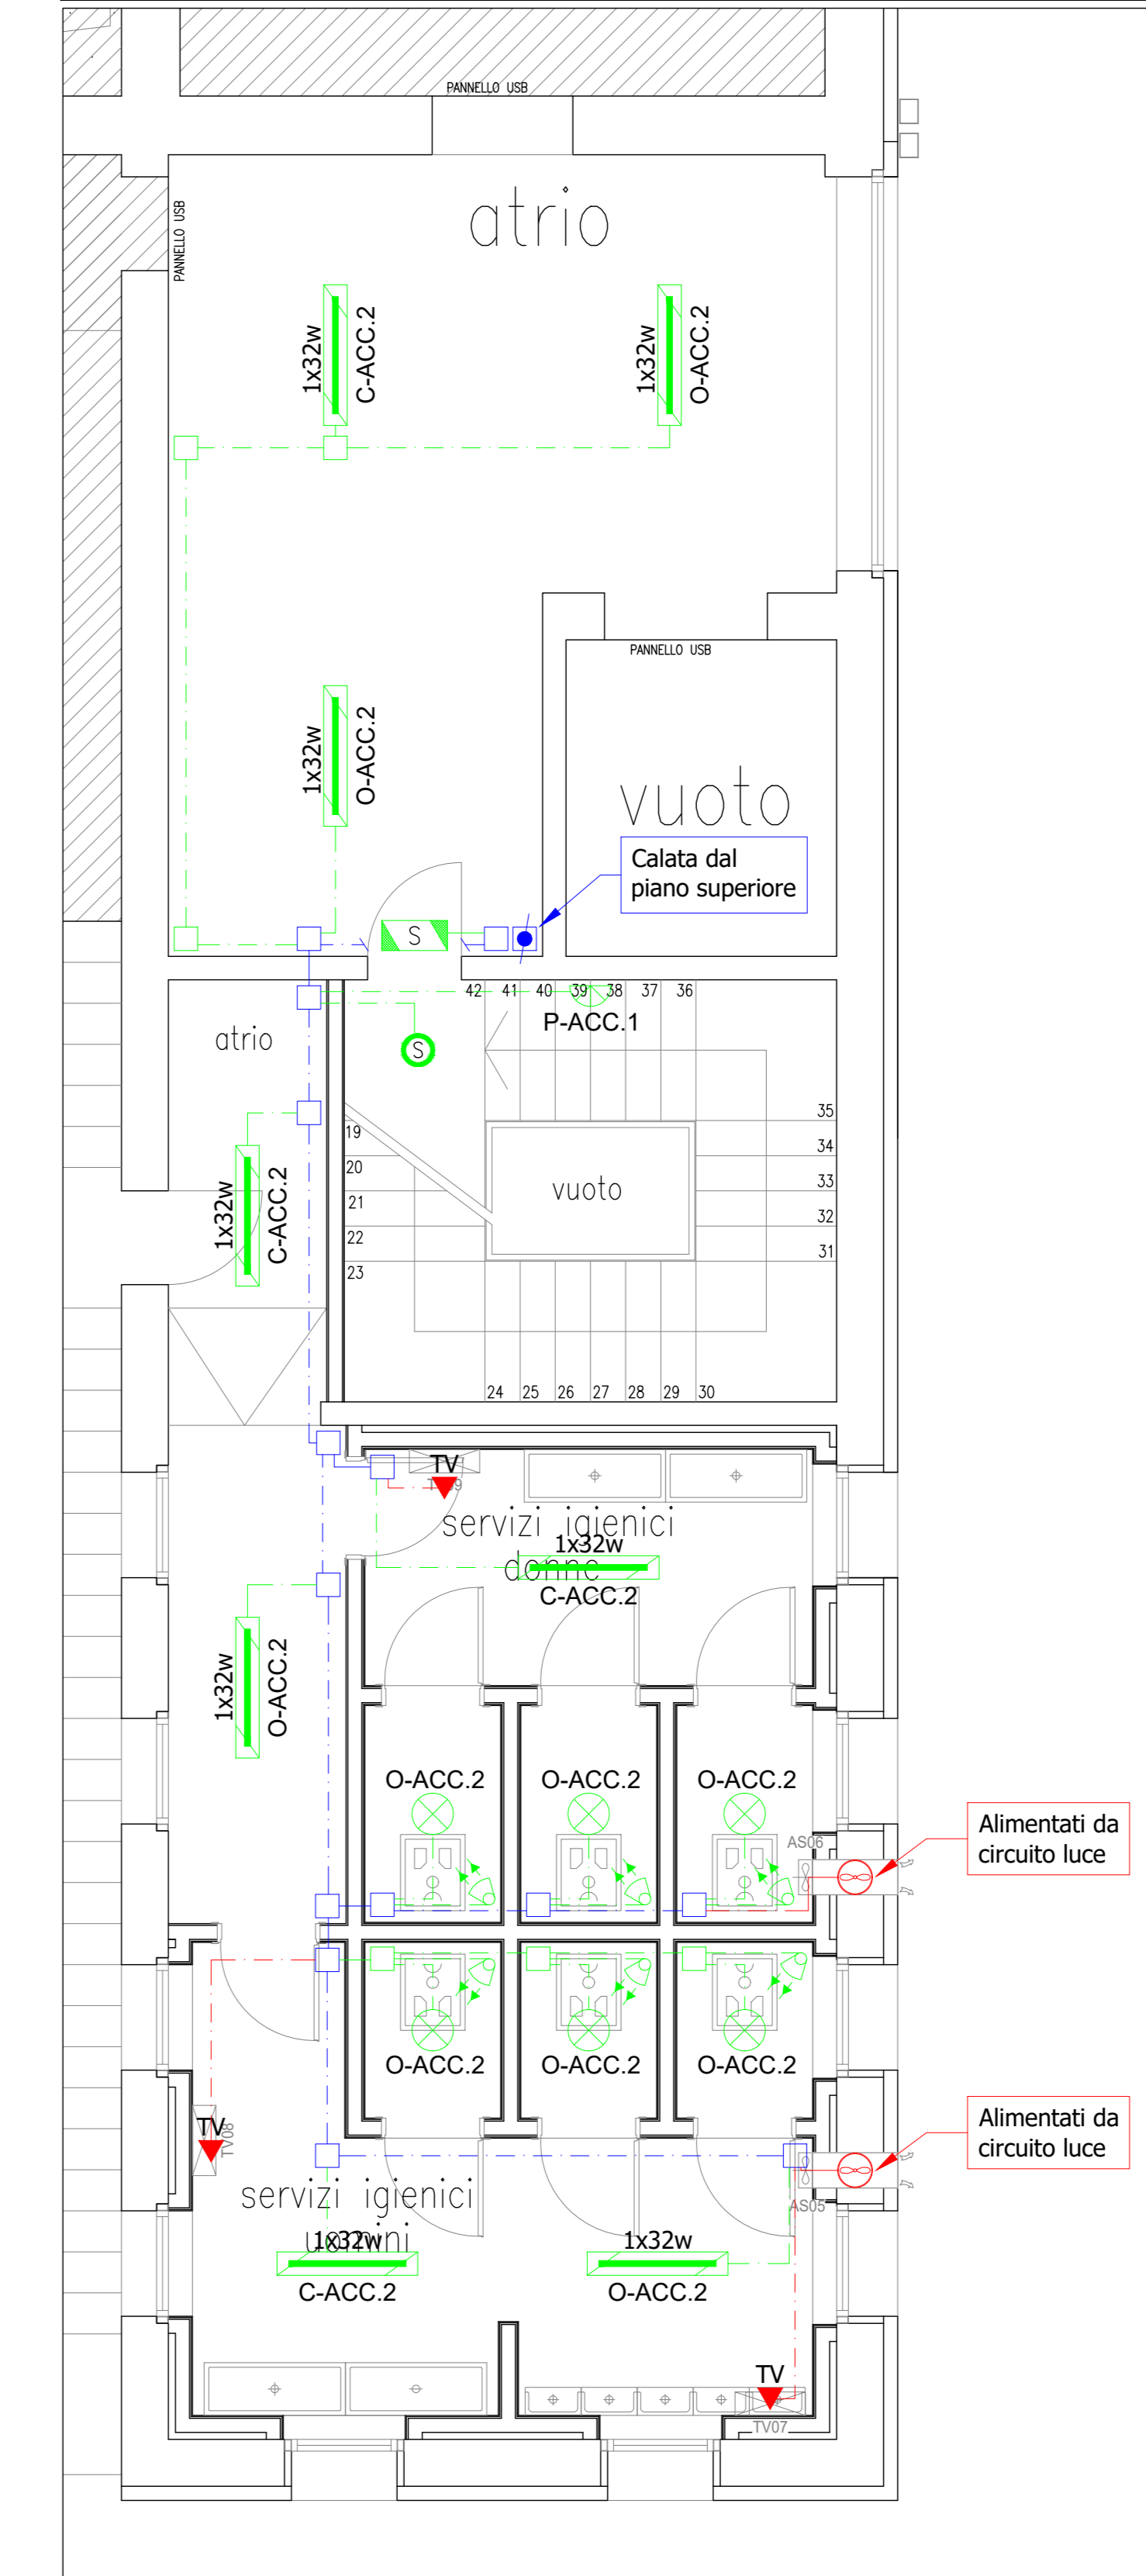 PANNELLO USB
PANNELLO USB
atrio
1x32w
C-ACC.2
1x32w
O-ACC.2
PANNELLO USB
1x32w
O-ACC.2
vuoto
Calata dal
piano superiore
S
42 41 40 39 38 37 36
P-ACC.1
atrio
S
35
19
34
20
33
21
vuoto
32
22
31
23
1x32w
C-ACC.2
24 25 26 27 28 29 30
TV
TV09
servizi igienici
donne
1x32w
C-ACC.2
1x32w
O-ACC.2
O-ACC.2
O-ACC.2
O-ACC.2
Alimentati da
circuito luce
AS06
O-ACC.2
O-ACC.2
O-ACC.2
Alimentati da
circuito luce
TV
TV08
servizi igienici
uomini
AS05
1x32w
C-ACC.2
1x32w
O-ACC.2
TV
TV07